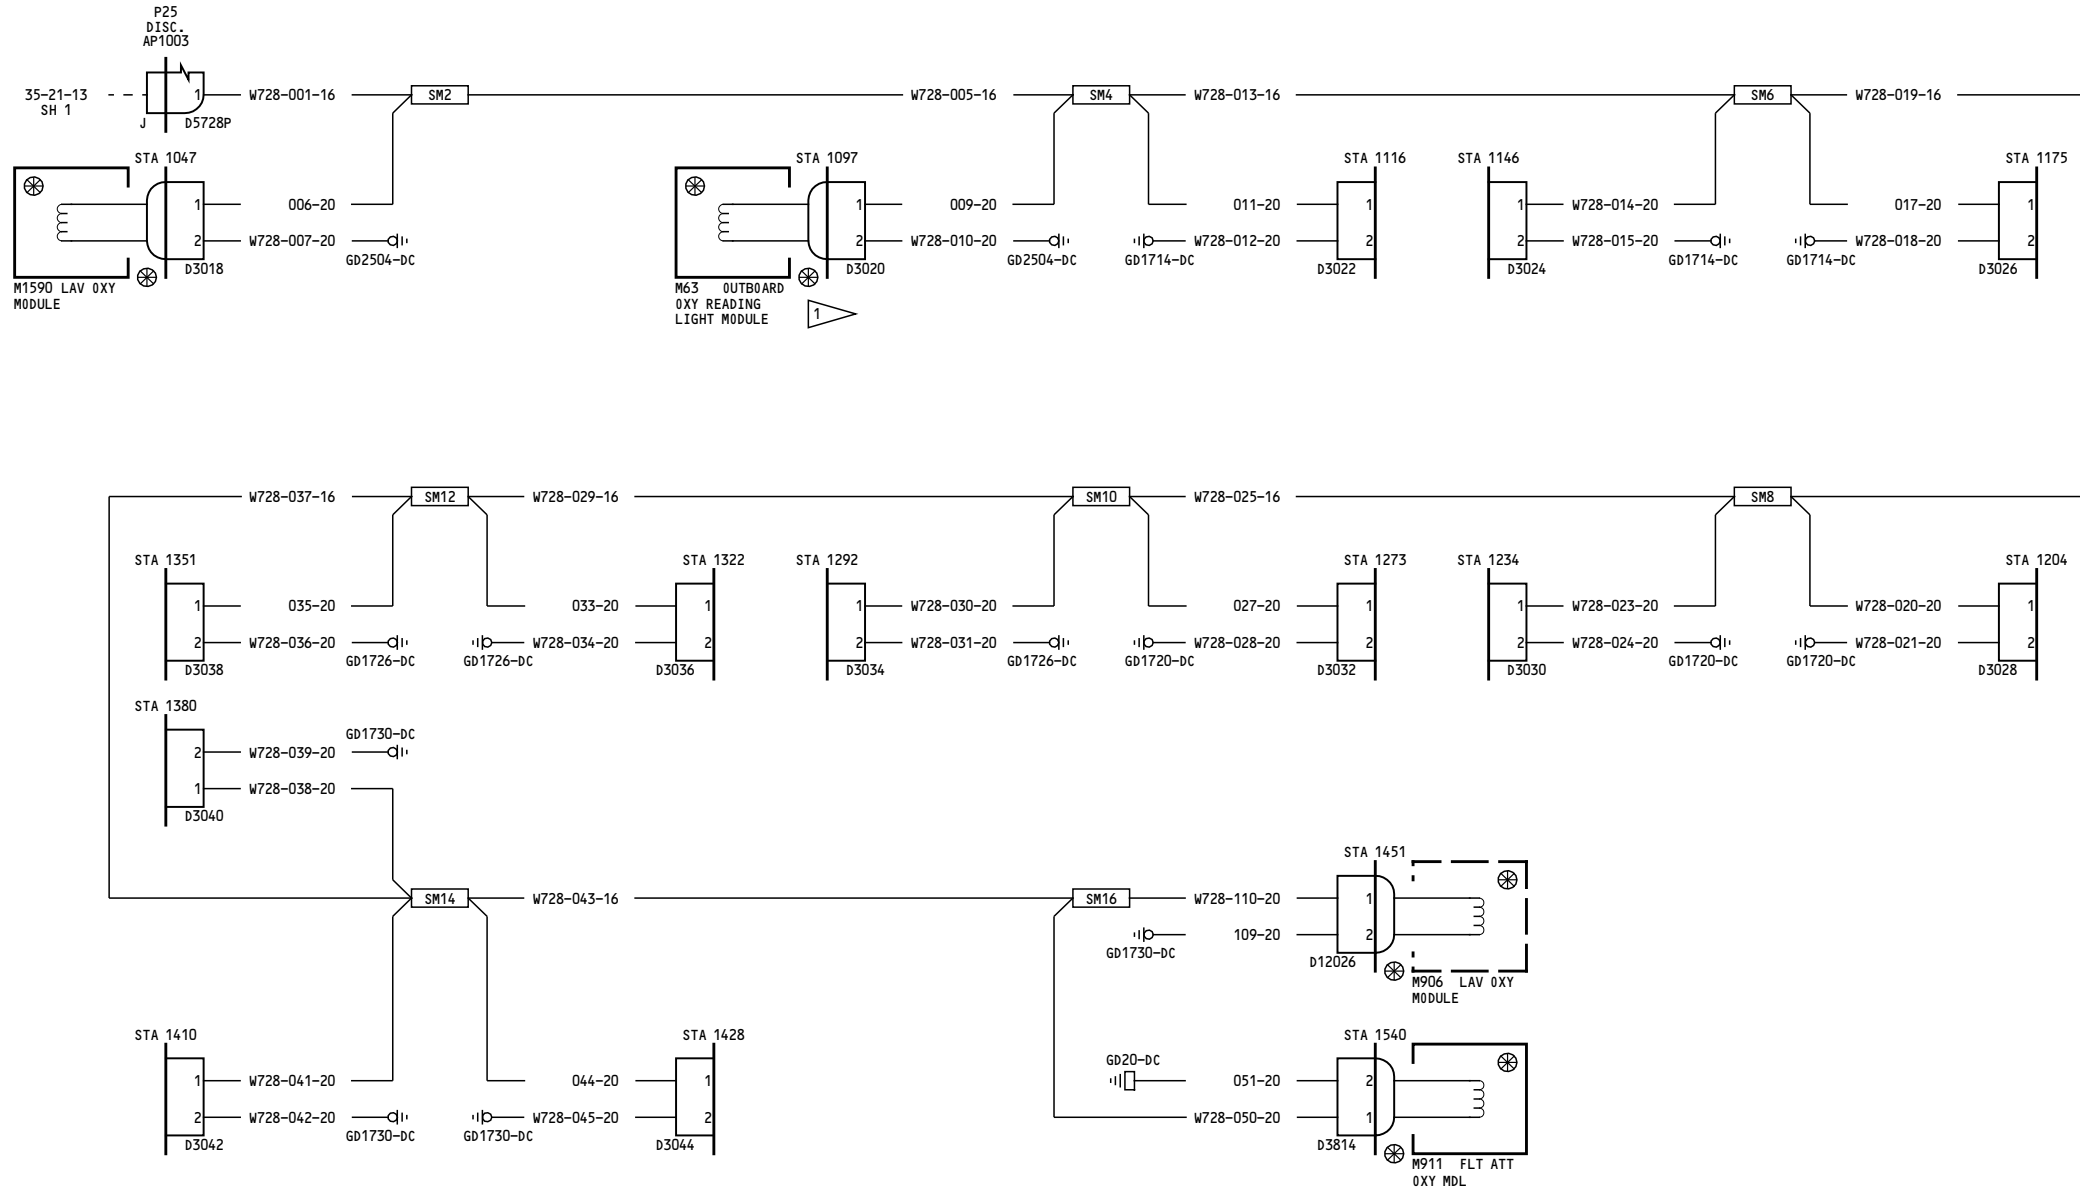 P25
DISC.
AP1003
35-21-13
SH 1
1
J
D5728P
W728-001-16
SM2
W728-005-16
SM4
W728-013-16
SM6
W728-019-16
STA 1047
1
2
D3018
006-20
W728-007-20
GD2504-DC
M1590 LAV OXY
MODULE
STA 1097
1
2
D3020
009-20
W728-010-20
GD2504-DC
M63 OUTBOARD
OXY READING
LIGHT MODULE
1
STA 1116
011-20
1
GD1714-DC
W728-012-20
2
D3022
STA 1146
1
2
D3024
W728-014-20
W728-015-20
GD1714-DC
STA 1175
017-20
1
GD1714-DC
W728-018-20
2
D3026
W728-037-16
SM12
W728-029-16
SM10
W728-025-16
SM8
STA 1351
1
2
D3038
035-20
W728-036-20
GD1726-DC
STA 1322
033-20
1
GD1726-DC
W728-034-20
2
D3036
STA 1292
1
2
D3034
W728-030-20
W728-031-20
GD1726-DC
STA 1273
027-20
1
GD1720-DC
W728-028-20
2
D3032
STA 1234
1
2
D3030
W728-023-20
W728-024-20
GD1720-DC
STA 1204
W728-020-20
1
GD1720-DC
W728-021-20
2
D3028
STA 1380
2
1
D3040
W728-039-20
GD1730-DC
W728-038-20
SM14
W728-043-16
SM16
W728-110-20
STA 1451
1
GD1730-DC
109-20
2
D12026
M906 LAV OXY
MODULE
STA 1410
1
2
D3042
W728-041-20
W728-042-20
GD1730-DC
STA 1428
044-20
1
GD1730-DC
W728-045-20
2
D3044
STA 1540
GD20-DC
051-20
2
W728-050-20
1
D3814
M911 FLT ATT
OXY MDL